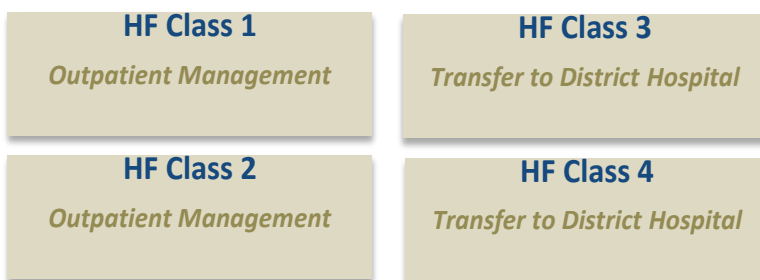 HF Class 1
Outpatient Management
HF Class 3
Transfer to District Hospital
HF Class 2
Outpatient Management
HF Class 4
Transfer to District Hospital